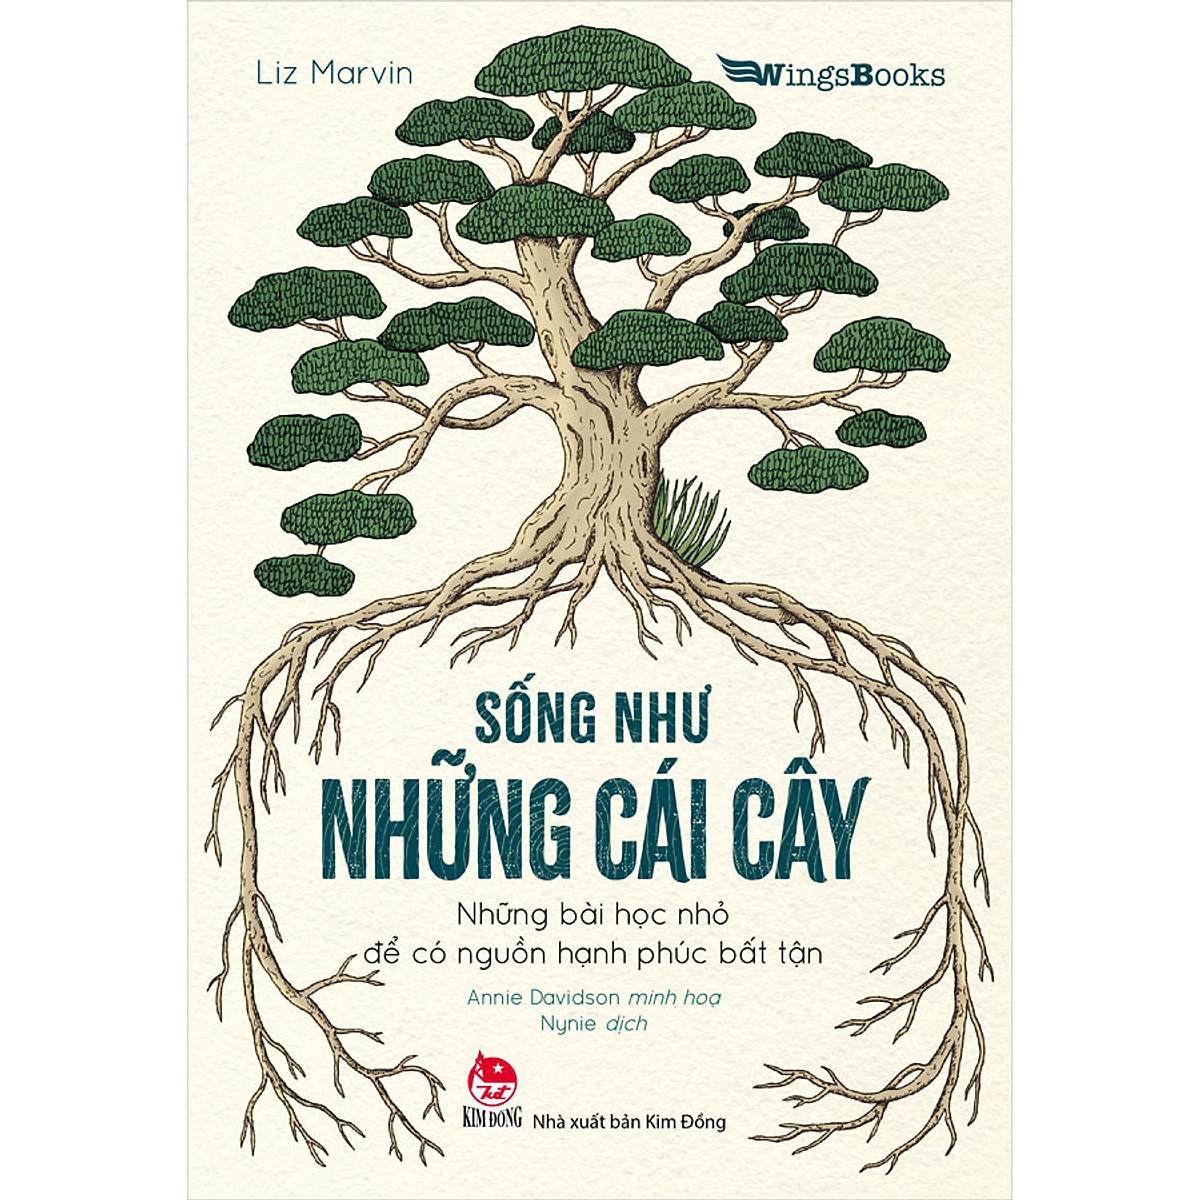 Liz Marvin
WingsBooks
SỐNG NHƯ
NHỮNG CÁI CÂY
Những bài học nhỏ
để có nguồn hạnh phúc bất tận
Annie Davidson minh hoạ
Nynie dịch
KIM ĐỒNG
Nhà xuất bản Kim Đồng